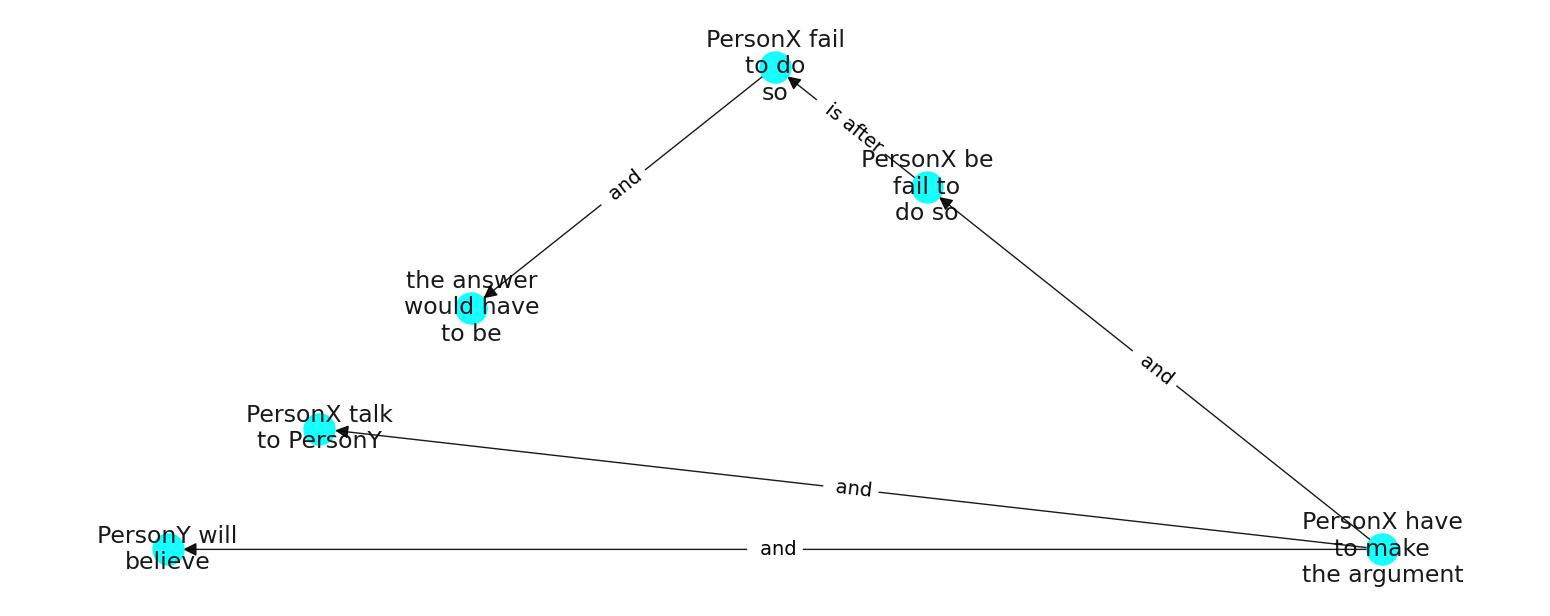 PersonX fail
to do
so
is after
PersonX be
fail to
do so
and
the answer
would have
to be
and
PersonX talk
to PersonY
and
PersonX have
to make
the argument
PersonY will
believe
and